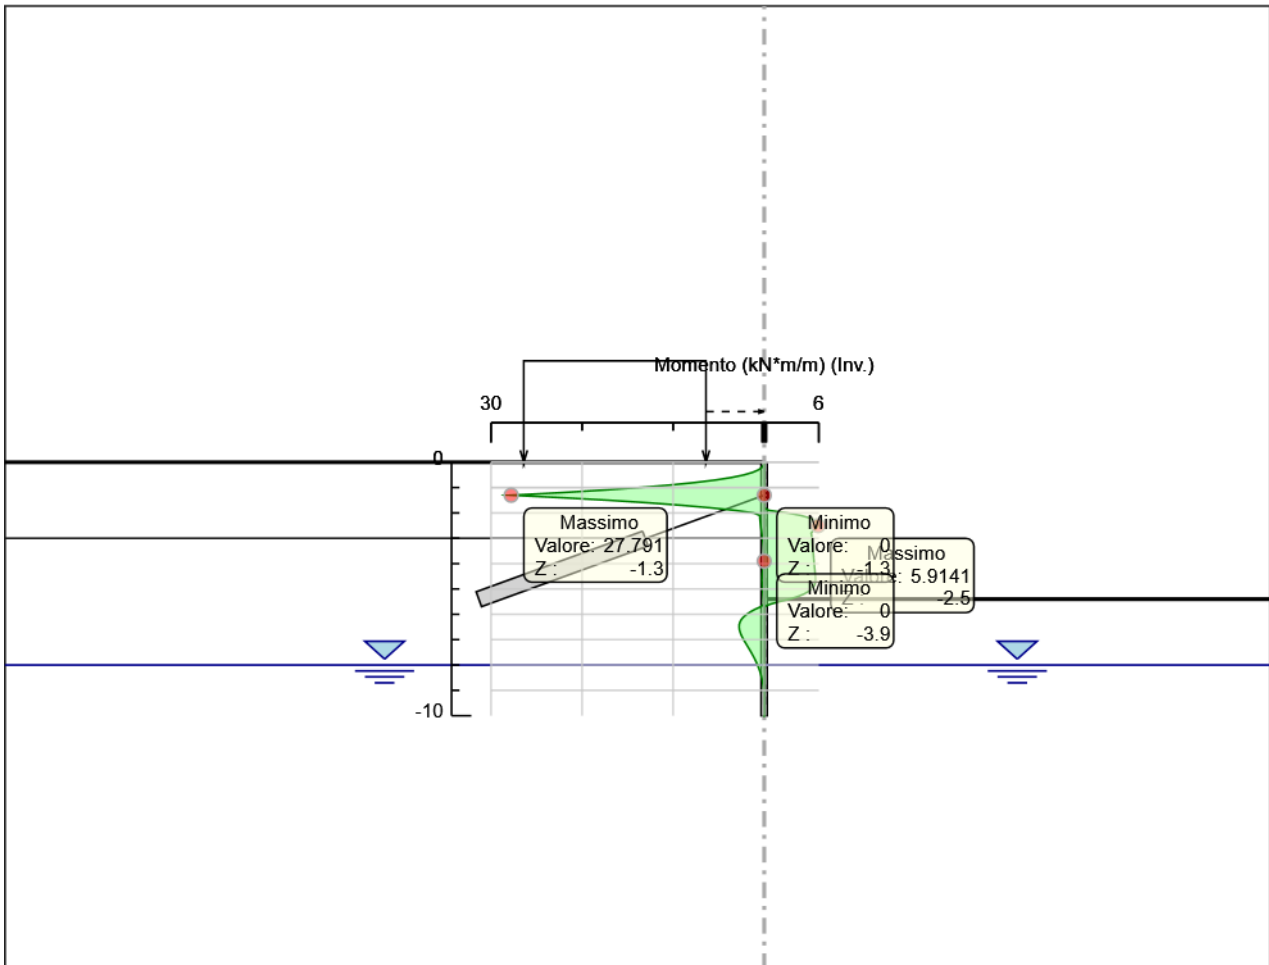 Momento (kN*m/m) (Inv.)
30
6
0
Massimo
Valore: 27.791
Z : -1.3
Minimo
Valore: 0
Z : -1.3
Massimo
Valore: 5.9141
Z : -2.5
Minimo
Valore: 0
Z : -3.9
-10